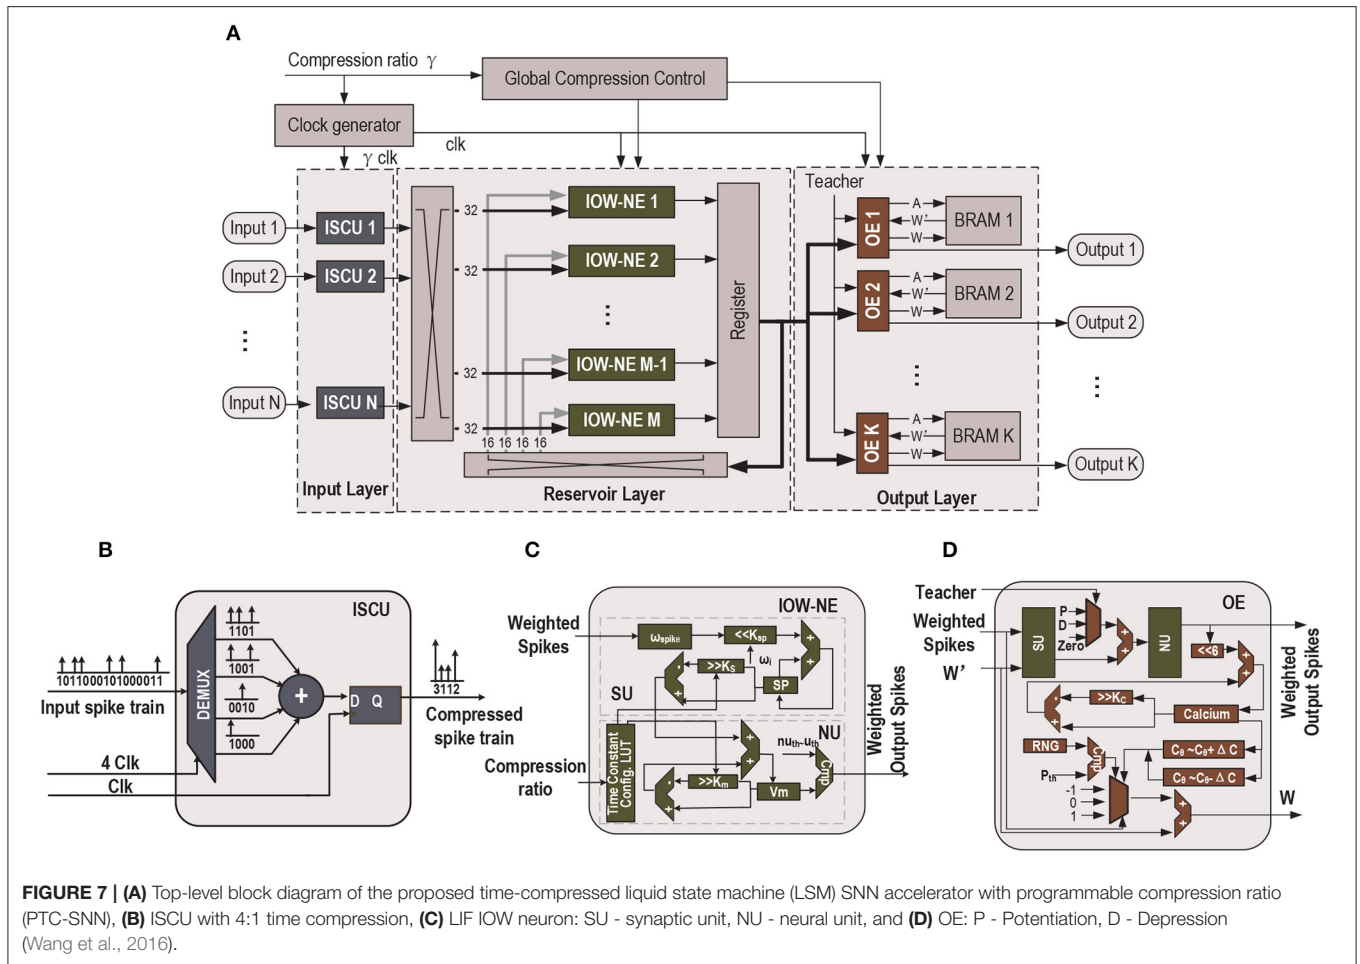 A
Compression ratio γ
Global Compression Control
Clock generator
clk
γ clk
Teacher
Input 1
ISCU 1
32
IOW-NE 1
Register
OE 1
A
W'
W
BRAM 1
Output 1
Input 2
ISCU 2
32
IOW-NE 2
OE 2
A
W'
W
BRAM 2
Output 2
32
IOW-NE M-1
Input N
ISCU N
32
IOW-NE M
OE K
A
W'
W
BRAM K
Output K
16 16 16 16
Input Layer
Reservoir Layer
Output Layer
B
ISCU
DEMUX
1101
1001
0010
1000
1011000101000011
Input spike train
+
D Q
3112
Compressed
spike train
4 Clk
Clk
C
IOW-NE
Weighted
Spikes
ωspike
<<Ksp
+
+
-
+
>>KS
ωi
SP
SU
NU
Time Constant
Config. LUT
+
+
nuth-uth
Cmp
-
+
>>Km
Vm
Compression
ratio
Weighted
Output Spikes
D
OE
Teacher
Weighted
Spikes
W'
SU
P
D
Zero
+
+
NU
<<6
+
+
-
+
>>KC
Calcium
RNG
Cmp
Pth
Cθ ~Cθ+ Δ C
Cθ ~Cθ- Δ C
-1
0
1
+
+
W
Weighted
Output Spikes
FIGURE 7 | (A) Top-level block diagram of the proposed time-compressed liquid state machine (LSM) SNN accelerator with programmable compression ratio
(PTC-SNN), (B) ISCU with 4:1 time compression, (C) LIF IOW neuron: SU - synaptic unit, NU - neural unit, and (D) OE: P - Potentiation, D - Depression
(Wang et al., 2016).